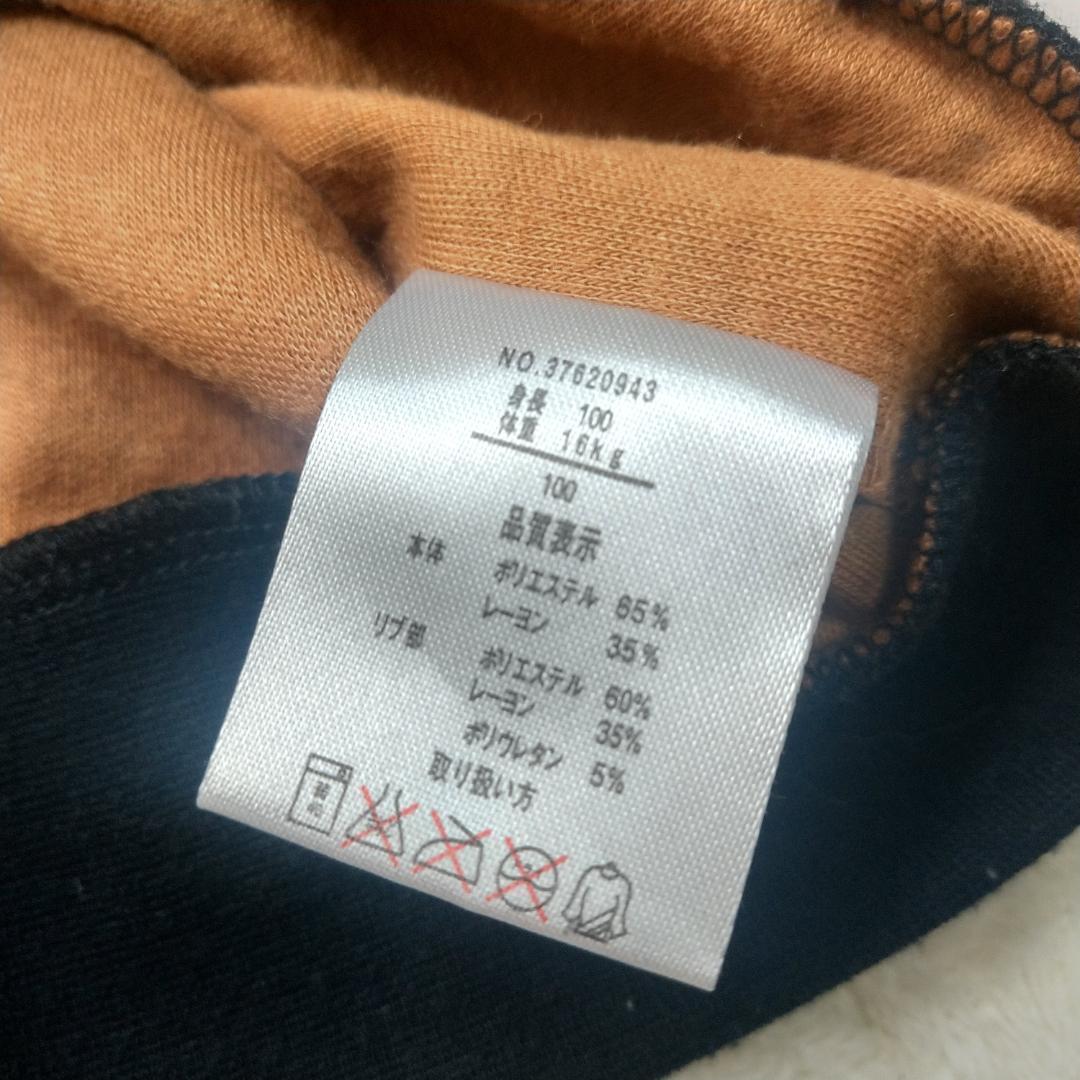 NO.37620943
身長 100
体重 16kg
100
品質表示
本体 ポリエステル 65%
レーヨン 35%
リブ部 ポリエステル 60%
レーヨン 35%
ポリウレタン 5%
取り扱い方